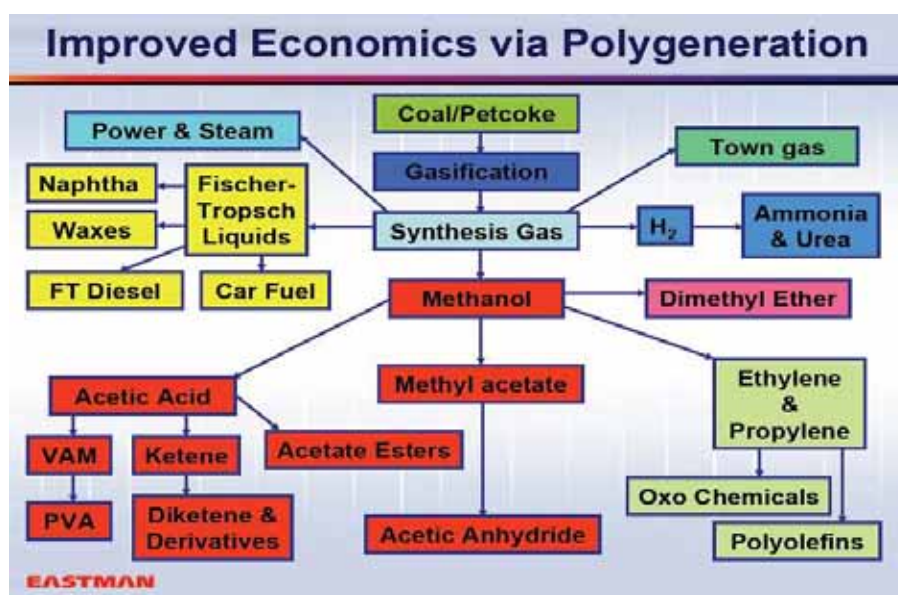 Improved Economics via Polygeneration
Coal/Petcoke
Power & Steam
Town gas
Gasification
Naphtha
Fischer-
Tropsch
Liquids
Waxes
Synthesis Gas
H2
Ammonia
& Urea
FT Diesel
Car Fuel
Methanol
Dimethyl Ether
Acetic Acid
Methyl acetate
Ethylene
&
Propylene
VAM
Ketene
Acetate Esters
Oxo Chemicals
PVA
Diketene &
Derivatives
Acetic Anhydride
Polyolefins
EASTMAN